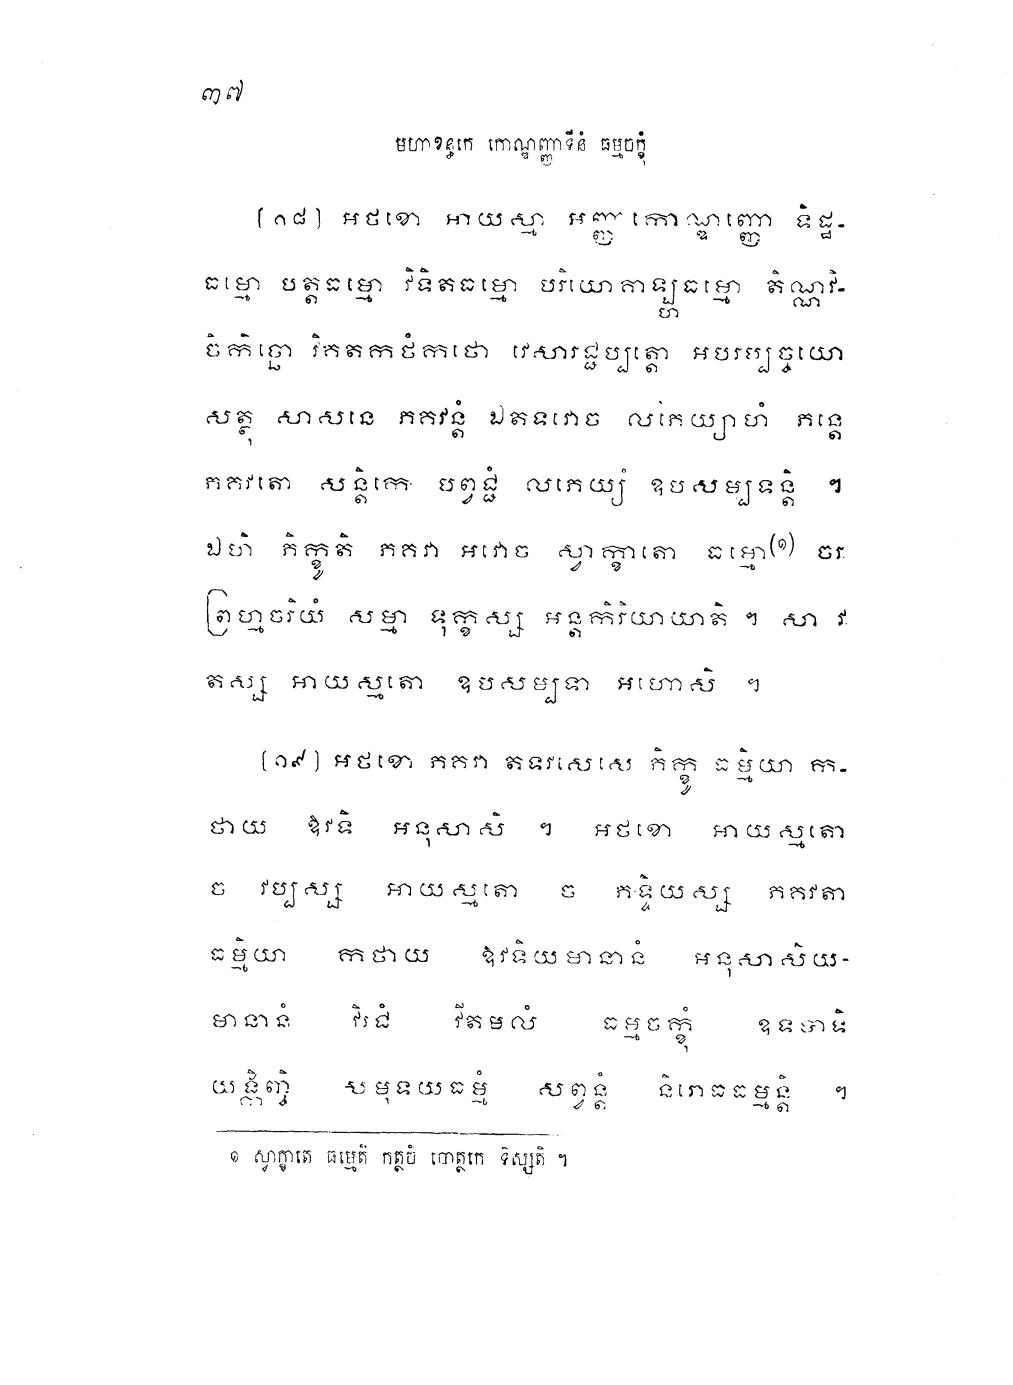 ៣៧
មហាខន្ធកេ កោណ្ឌញ្ញាទីនំ ធម្មចក្ខុំ
(១៨) អថខោ អាយស្មា អញ្ញាកោណ្ឌញ្ញោ ទិដ្ឋ-
ធម្មោ បត្តធម្មោ វិទិតធម្មោ បរិយោគាឡ្ហធម្មោ តិណ្ណវិ-
ចិកិច្ឆោ វិគតកថំកថោ វេសារជ្ជប្បត្តោ អបរប្បច្ចយោ
សត្ថុ សាសនេ ភគវន្តំ ឯតទវោច លភេយ្យាហំ ភន្តេ
ភគវតោ សន្តិកេ បព្វជ្ជំ លភេយ្យំ ឧបសម្បទន្តិ ។
ឯហិ ភិក្ខូតិ ភគវា អវោច ស្វាក្ខាតោ ធម្មោ(១) ចរ
ព្រហ្មចរិយំ សម្មា ទុក្ខស្ស អន្តកិរិយាយាតិ ។ សា វ
តស្ស អាយស្មតោ ឧបសម្បទា អហោសិ ។
(១៩) អថខោ ភគវា តទវសេសេ ភិក្ខូ ធម្មិយា ក-
ថាយ ឱវទិ អនុសាសិ ។ អថខោ អាយស្មតោ
ច វប្បស្ស អាយស្មតោ ច ភទ្ទិយស្ស ភគវតា
ធម្មិយា កថាយ ឱវទិយមានានំ អនុសាសិយ-
មានានំ វិរជំ វីតមលំ ធម្មចក្ខុំ ឧទបាទិ
យង្កិញ្ចិ សមុទយធម្មំ សព្វន្តំ និរោធធម្មន្តិ ។
១ ស្វាក្ខាតេ ធម្មេតិ កត្ថចិ បោត្ថកេ ទិស្សតិ ។